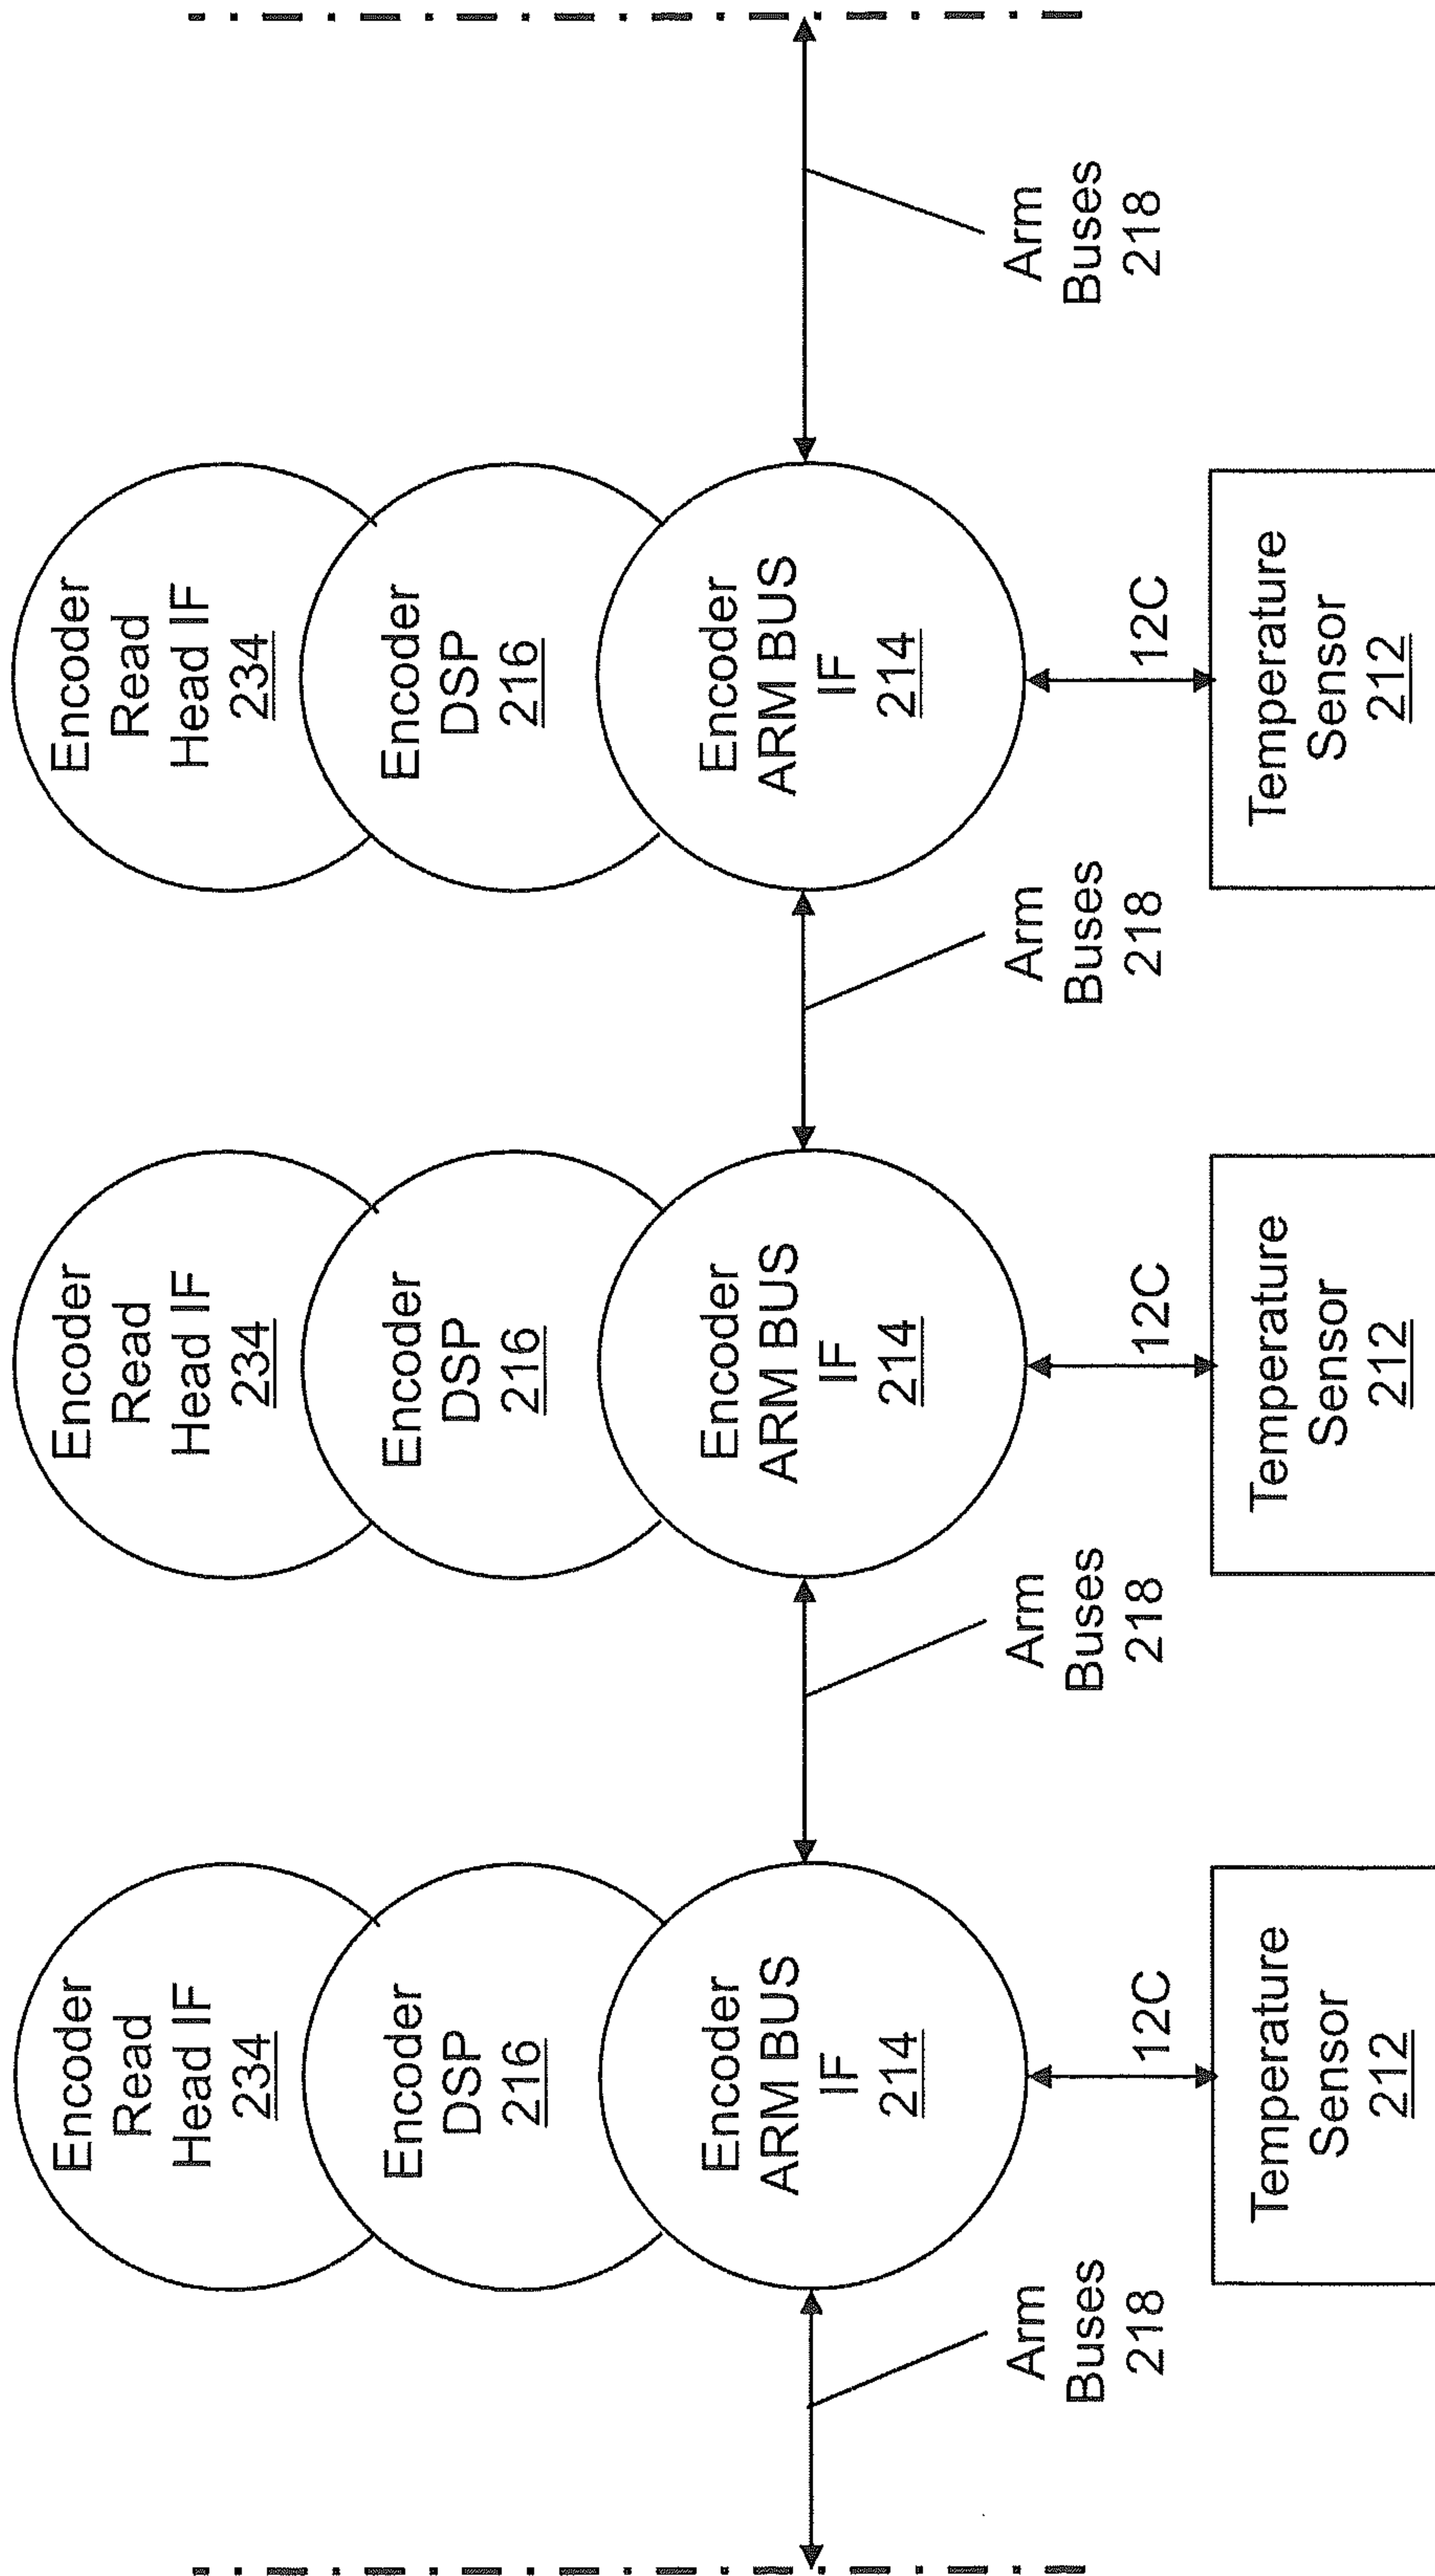 Encoder
Read
Head IF
234
Encoder
DSP
216
Encoder
ARM BUS
IF
214
12C
Temperature
Sensor
212
Arm
Buses
218
Encoder
Read
Head IF
234
Encoder
DSP
216
Encoder
ARM BUS
IF
214
12C
Temperature
Sensor
212
Arm
Buses
218
Encoder
Read
Head IF
234
Encoder
DSP
216
Encoder
ARM BUS
IF
214
12C
Temperature
Sensor
212
Arm
Buses
218
Arm
Buses
218